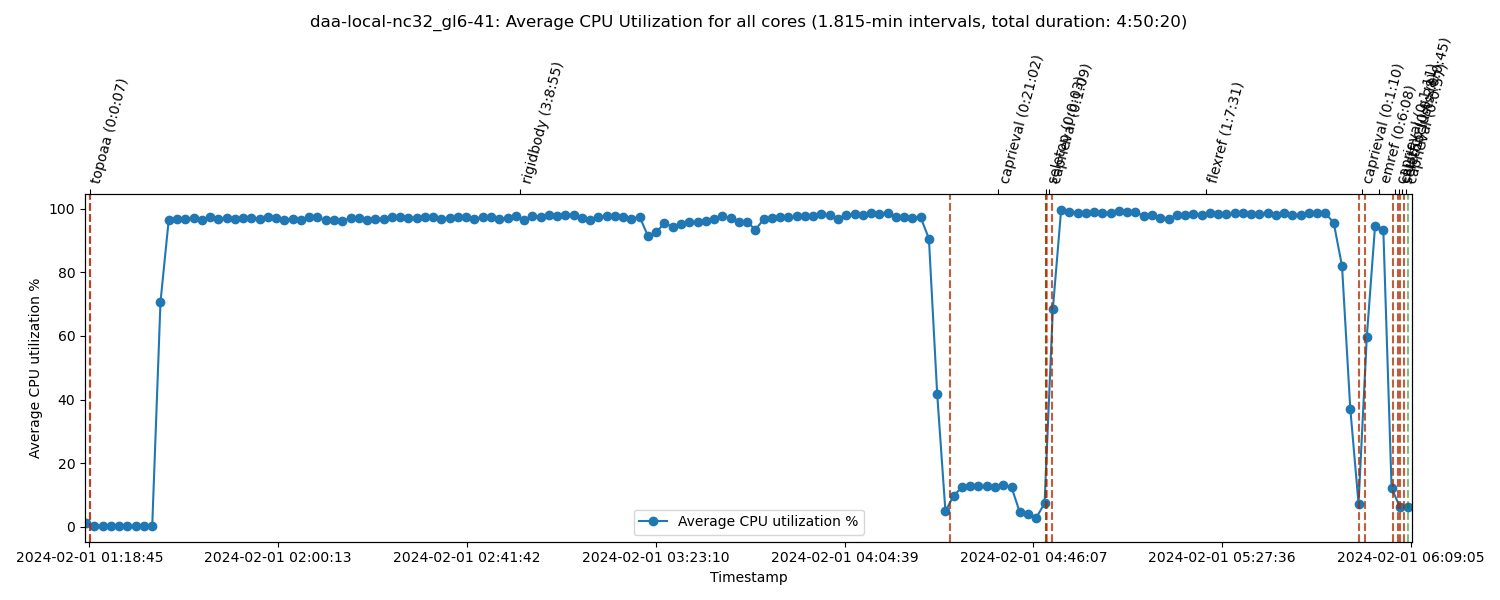 daa-local-nc32_gl6-41: Average CPU Utilization for all cores (1.815-min intervals, total duration: 4:50:20)
topoaa (0:0:07)
rigidbody (3:8:55)
caprieval (0:21:02)
caprieval (0:1:09)
flexref (1:7:31)
caprieval (0:1:10)
emref (0:6:08)
Average CPU utilization %
100
80
60
40
20
0
Average CPU utilization %
2024-02-01 01:18:45
2024-02-01 02:00:13
2024-02-01 02:41:42
2024-02-01 03:23:10
2024-02-01 04:04:39
2024-02-01 04:46:07
2024-02-01 05:27:36
2024-02-01 06:09:05
Timestamp